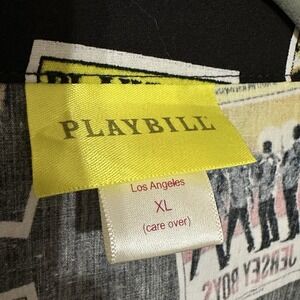 PLAYBILL
Los Angeles
XL
(care over)
JERSEY BOYS